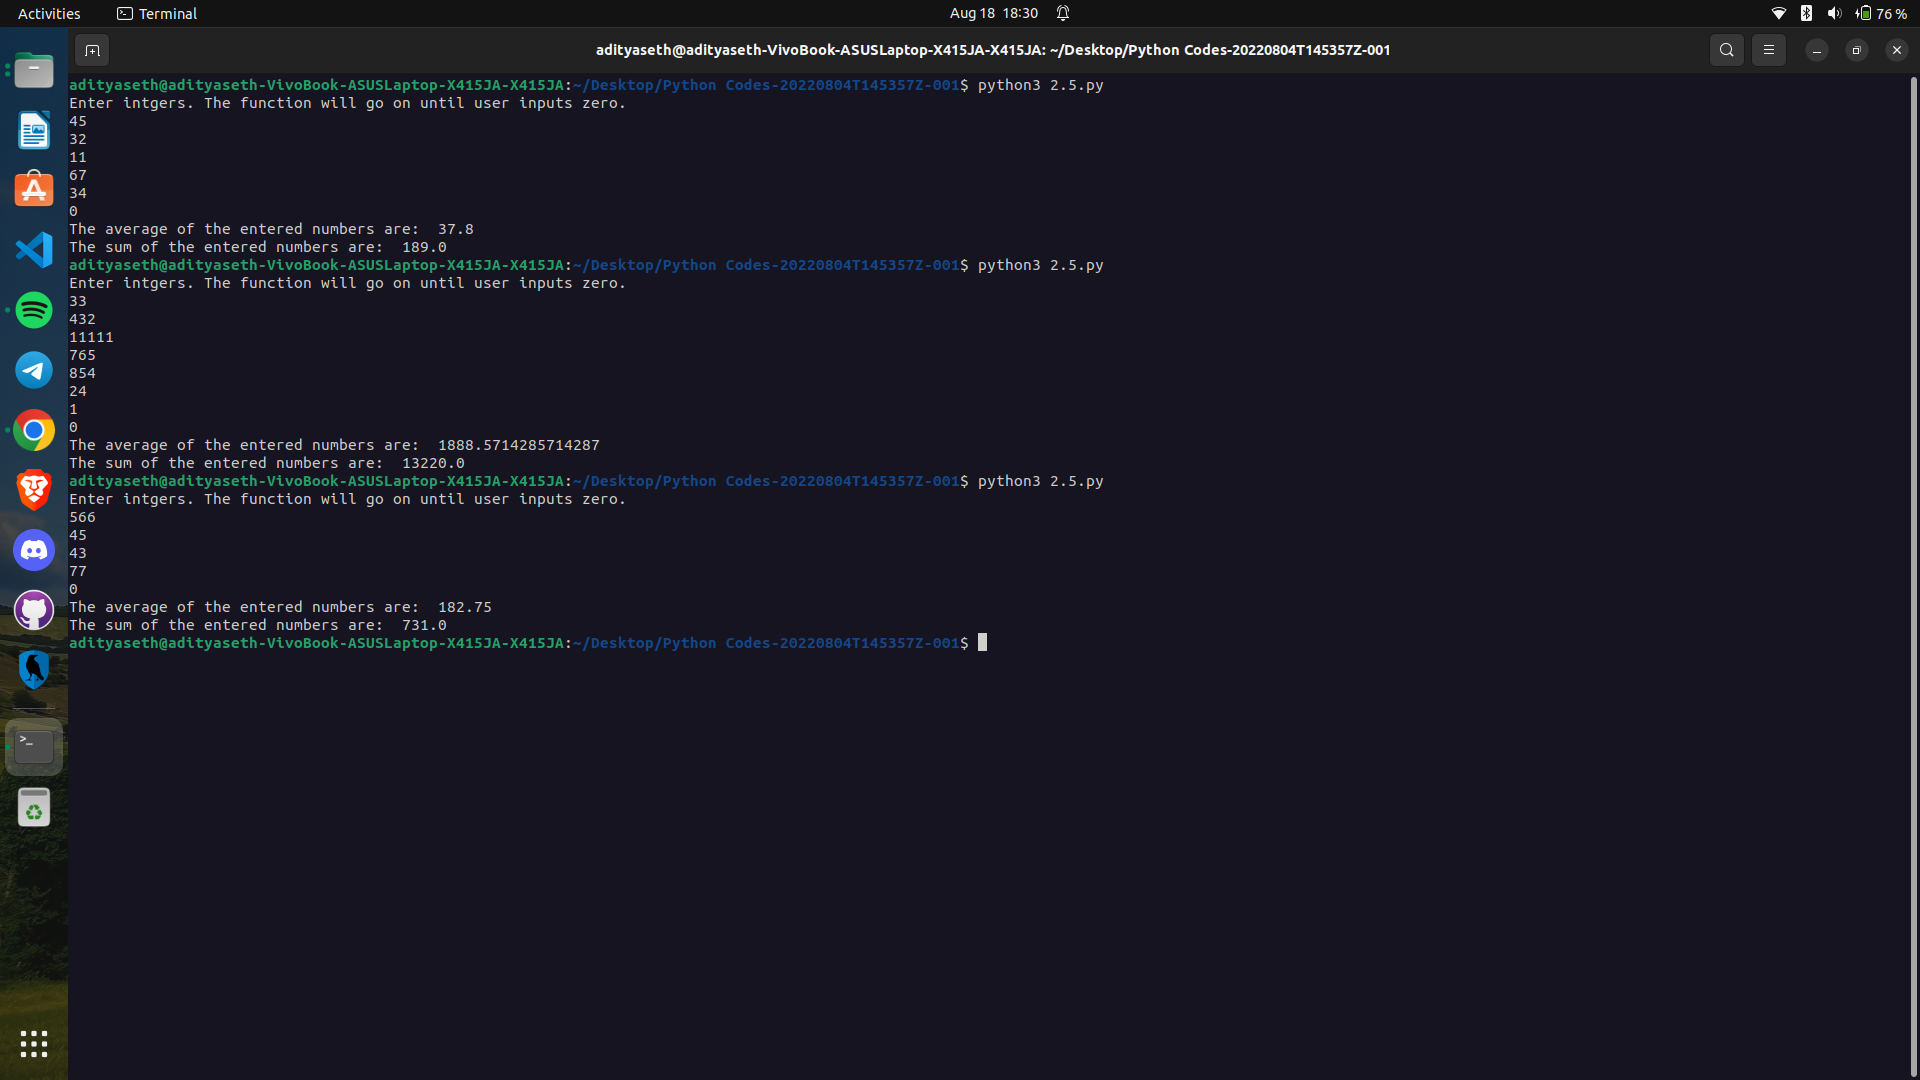 Activities Terminal Aug 18 18:30 76 %
adityaseth@adityaseth-VivoBook-ASUSLaptop-X415JA-X415JA: ~/Desktop/Python Codes-20220804T145357Z-001
adityaseth@adityaseth-VivoBook-ASUSLaptop-X415JA-X415JA:~/Desktop/Python Codes-20220804T145357Z-001$ python3 2.5.py
Enter intgers. The function will go on until user inputs zero.
45
32
11
67
34
0
The average of the entered numbers are:  37.8
The sum of the entered numbers are:  189.0
adityaseth@adityaseth-VivoBook-ASUSLaptop-X415JA-X415JA:~/Desktop/Python Codes-20220804T145357Z-001$ python3 2.5.py
Enter intgers. The function will go on until user inputs zero.
33
432
11111
765
854
24
1
0
The average of the entered numbers are:  1888.5714285714287
The sum of the entered numbers are:  13220.0
adityaseth@adityaseth-VivoBook-ASUSLaptop-X415JA-X415JA:~/Desktop/Python Codes-20220804T145357Z-001$ python3 2.5.py
Enter intgers. The function will go on until user inputs zero.
566
45
43
77
0
The average of the entered numbers are:  182.75
The sum of the entered numbers are:  731.0
adityaseth@adityaseth-VivoBook-ASUSLaptop-X415JA-X415JA:~/Desktop/Python Codes-20220804T145357Z-001$